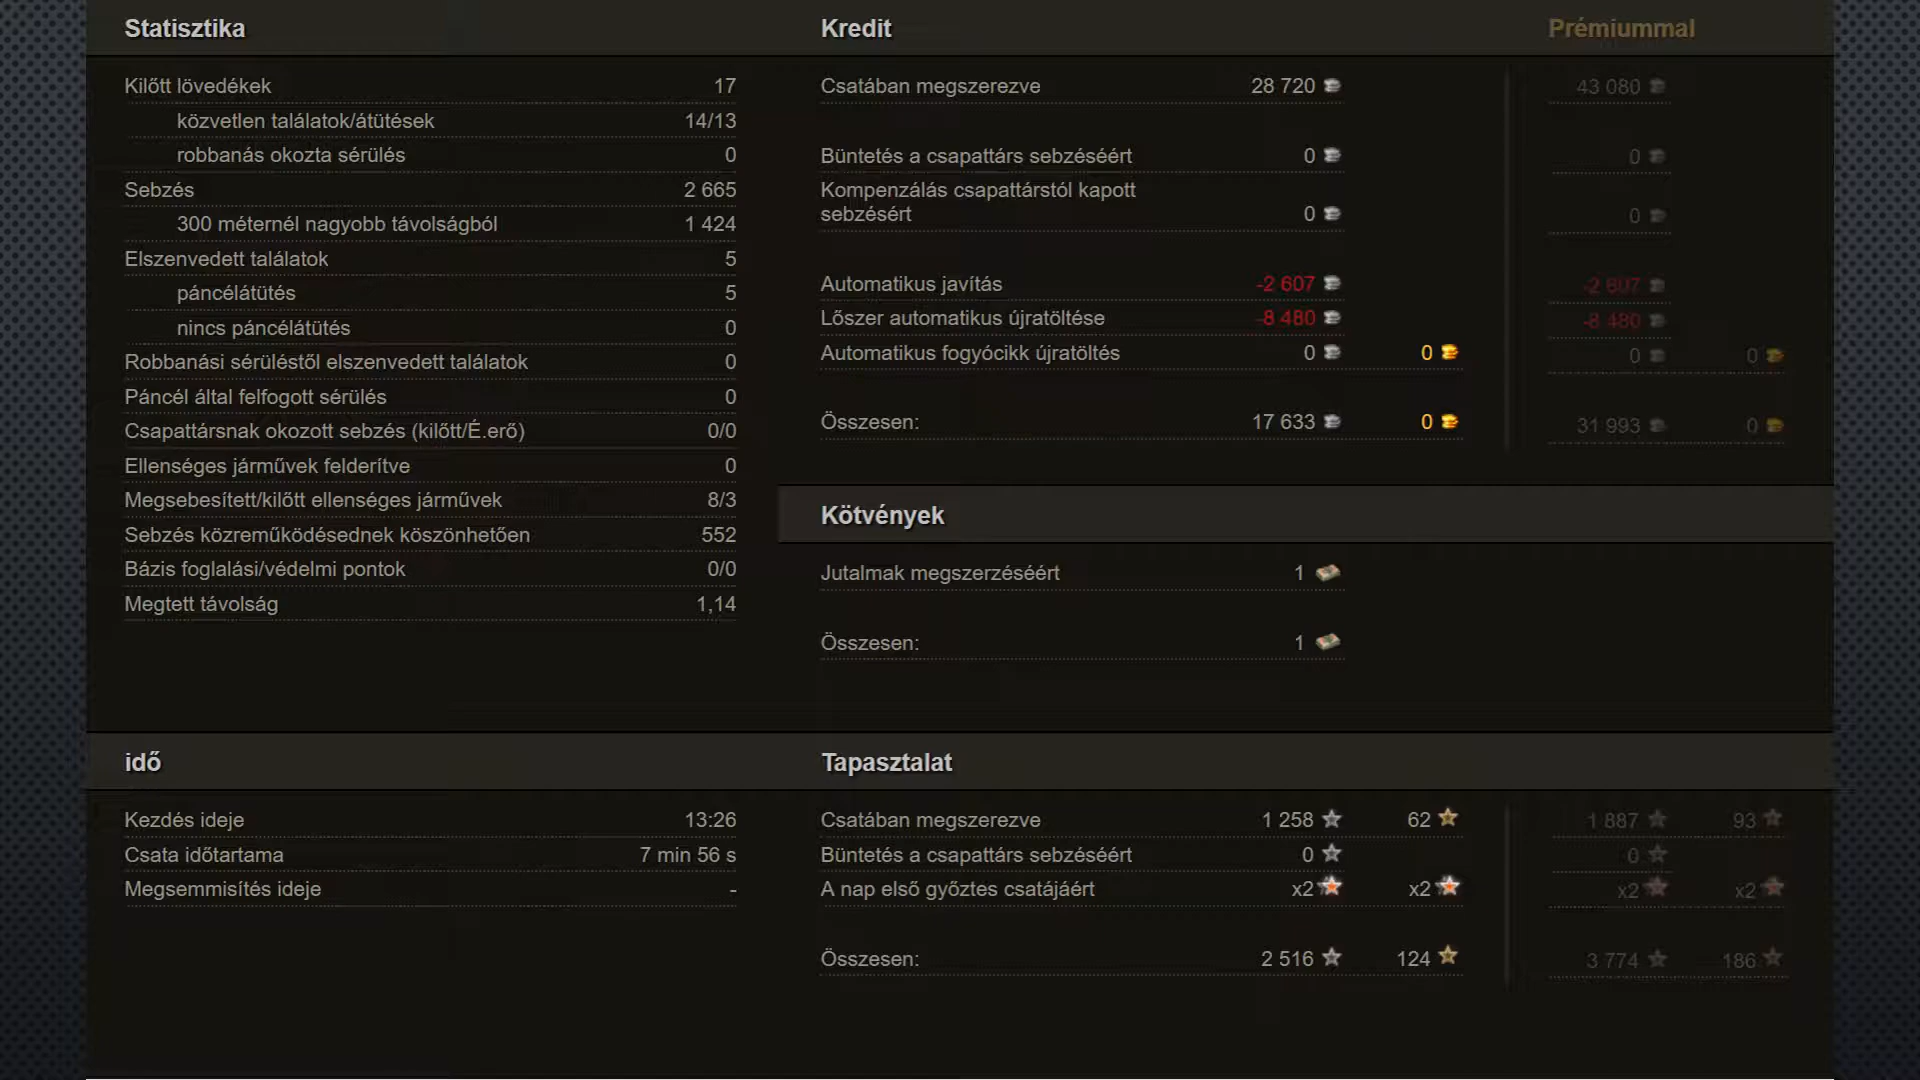 Statisztika
Kilőtt lövedékek 17
közvetlen találatok/átütések 14/13
robbanás okozta sérülés 0
Sebzés 2 665
300 méternél nagyobb távolságból 1 424
Elszenvedett találatok 5
páncélátütés 5
nincs páncélátütés 0
Robbanási sérüléstől elszenvedett találatok 0
Páncél által felfogott sérülés 0
Csapattársnak okozott sebzés (kilőtt/É.erő) 0/0
Ellenséges járművek felderítve 0
Megsebesített/kilőtt ellenséges járművek 8/3
Sebzés közreműködésednek köszönhetően 552
Bázis foglalási/védelmi pontok 0/0
Megtett távolság 1,14
Kredit Prémiummal
Csatában megszerezve 28 720 43 080
Büntetés a csapattárs sebzéséért 0 0
Kompenzálás csapattárstól kapott
sebzésért 0 0
Automatikus javítás -2 607 -2 607
Lőszer automatikus újratöltése -8 480 -8 480
Automatikus fogyócikk újratöltés 0 0 0 0
Összesen: 17 633 0 31 993 0
Kötvények
Jutalmak megszerzéséért 1
Összesen: 1
idő
Kezdés ideje 13:26
Csata időtartama 7 min 56 s
Megsemmisítés ideje -
Tapasztalat
Csatában megszerezve 1 258 62 1 887 93
Büntetés a csapattárs sebzéséért 0 0
A nap első győztes csatájáért x2 x2 x2 x2
Összesen: 2 516 124 3 774 186